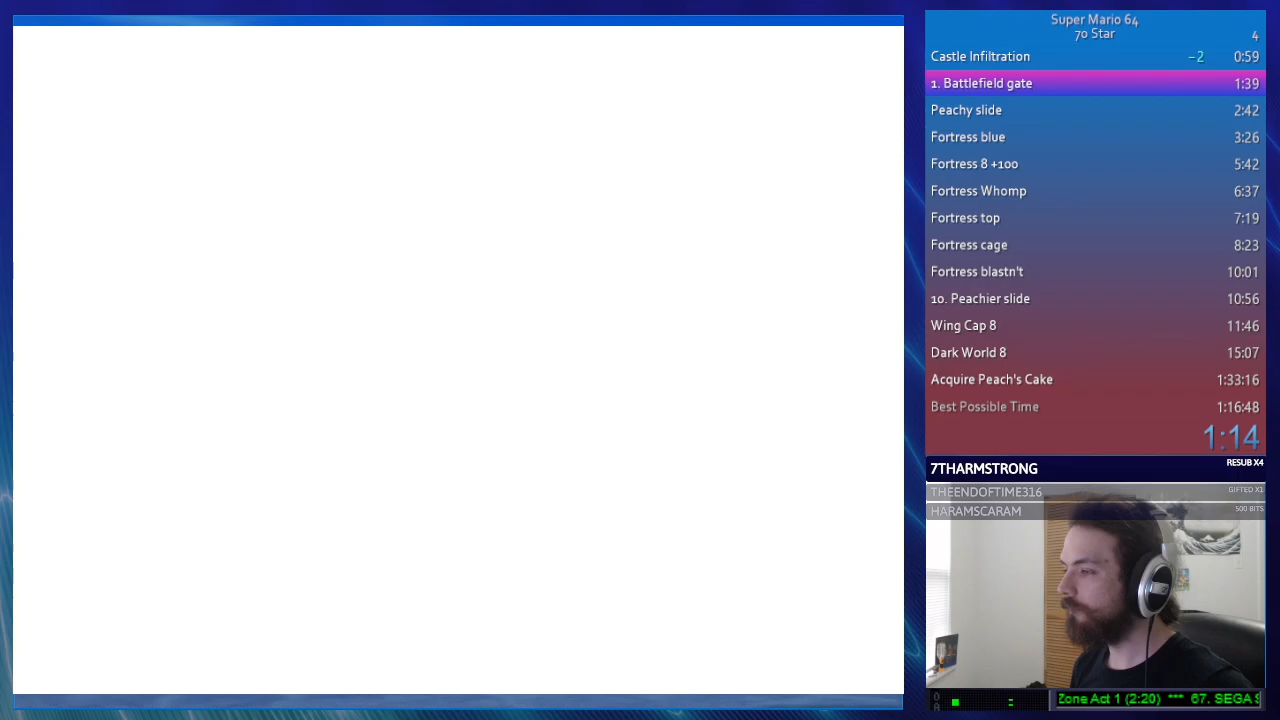 Super Mario 64
70 Star
4
Castle Infiltration −2 0:59
1. Battlefield gate 1:39
Peachy slide 2:42
Fortress blue 3:26
Fortress 8 +100 5:42
Fortress Whomp 6:37
Fortress top 7:19
Fortress cage 8:23
Fortress blastn't 10:01
10. Peachier slide 10:56
Wing Cap 8 11:46
Dark World 8 15:07
Acquire Peach's Cake 1:33:16
Best Possible Time 1:16:48
1:14
7THARMSTRONG RESUB X4
THEENDOFTIME316 GIFTED X1
HARAMSCARAM 500 BITS
Zone Act 1 (2:20) *** 67. SEGA